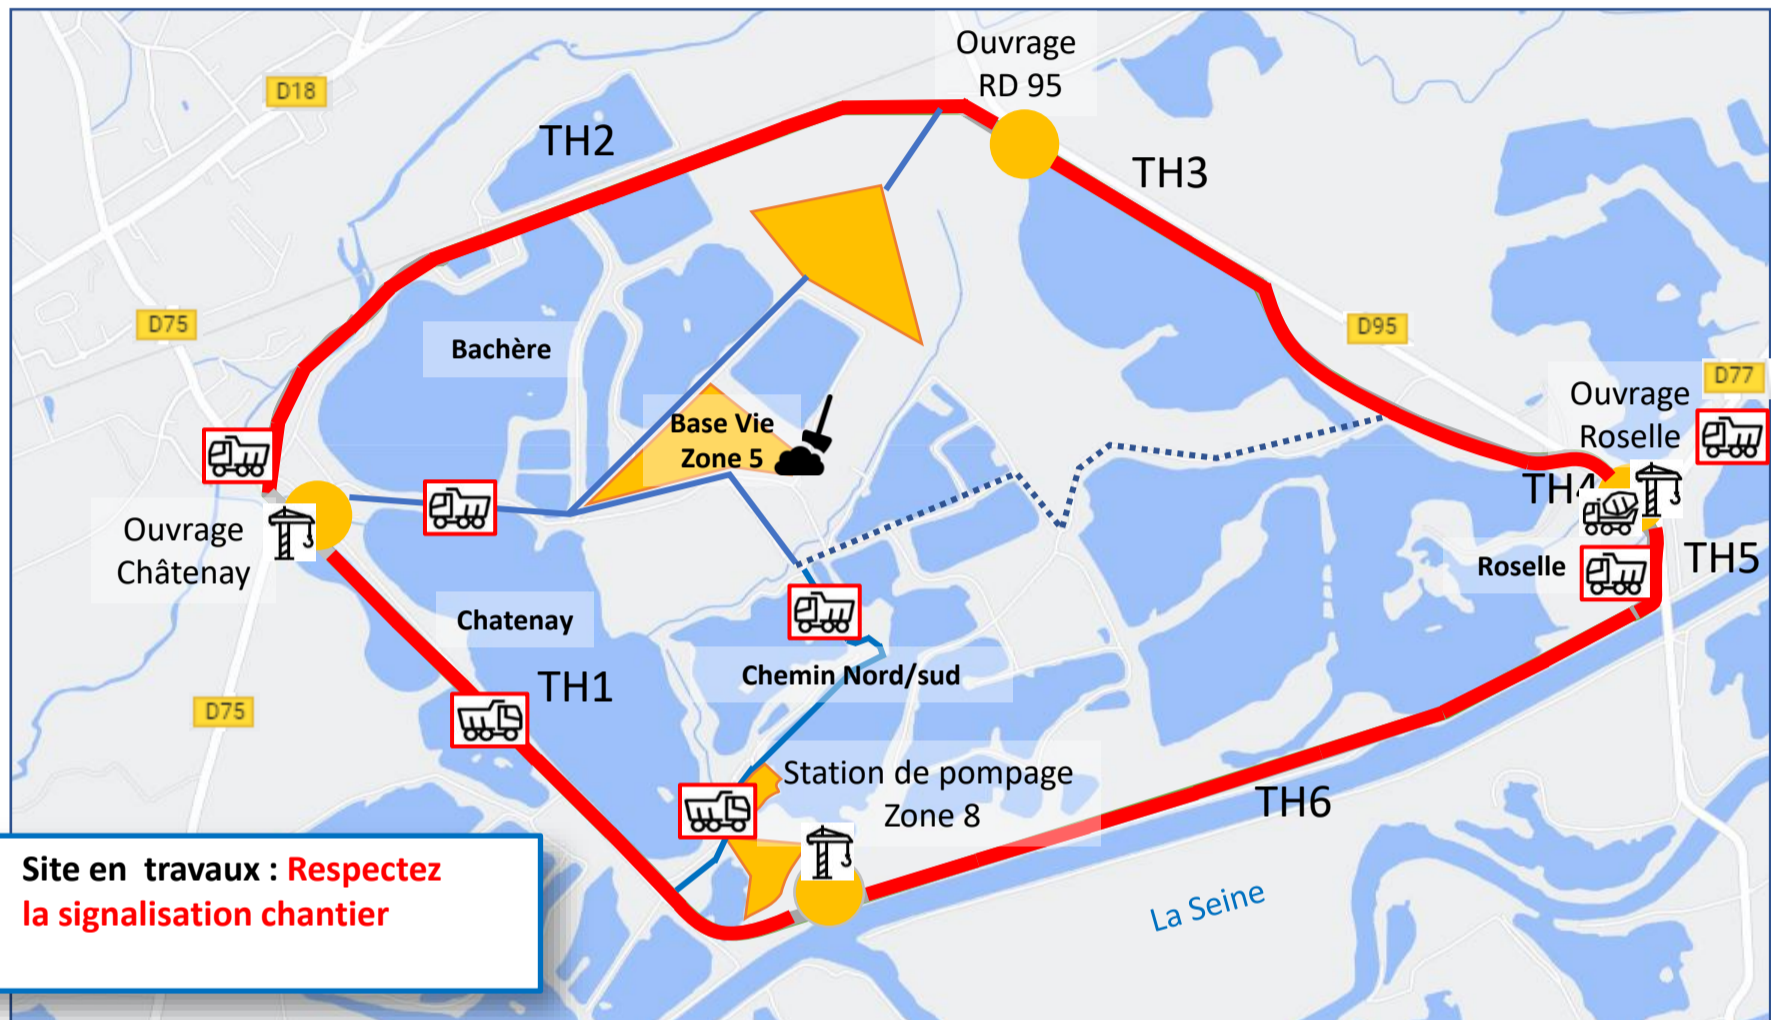 Ouvrage
RD 95
D18
TH2
TH3
D75
D95
Bachère
D77
Ouvrage
Roselle
Base Vie
Zone 5
TH4
Ouvrage
Châtenay
Roselle
TH5
Chatenay
Chemin Nord/sud
TH1
D75
Station de pompage
Zone 8
TH6
Site en travaux : Respectez
la signalisation chantier
La Seine